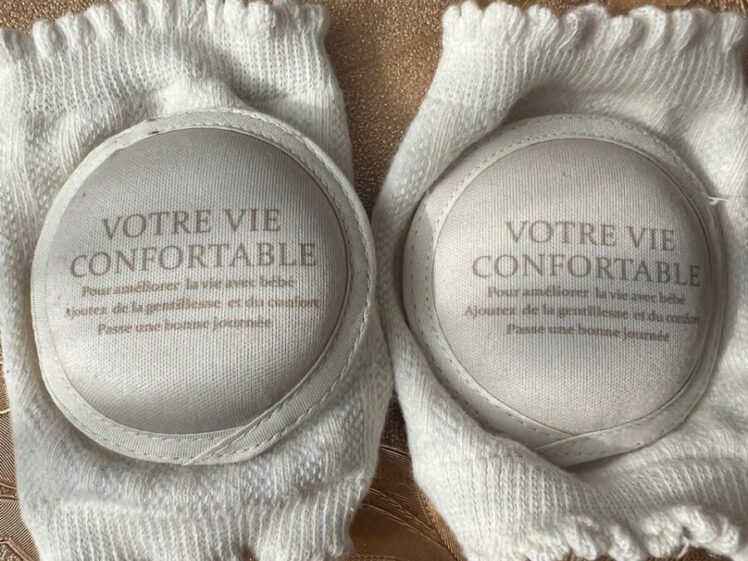 VOTRE VIE
CONFORTABLE
Pour améliorer la vie avec bébé
Ajoutez de la gentillesse et du confort
Passe une bonne journée
VOTRE VIE
CONFORTABLE
Pour améliorer la vie avec bébé
Ajoutez de la gentillesse et du confort
Passe une bonne journée